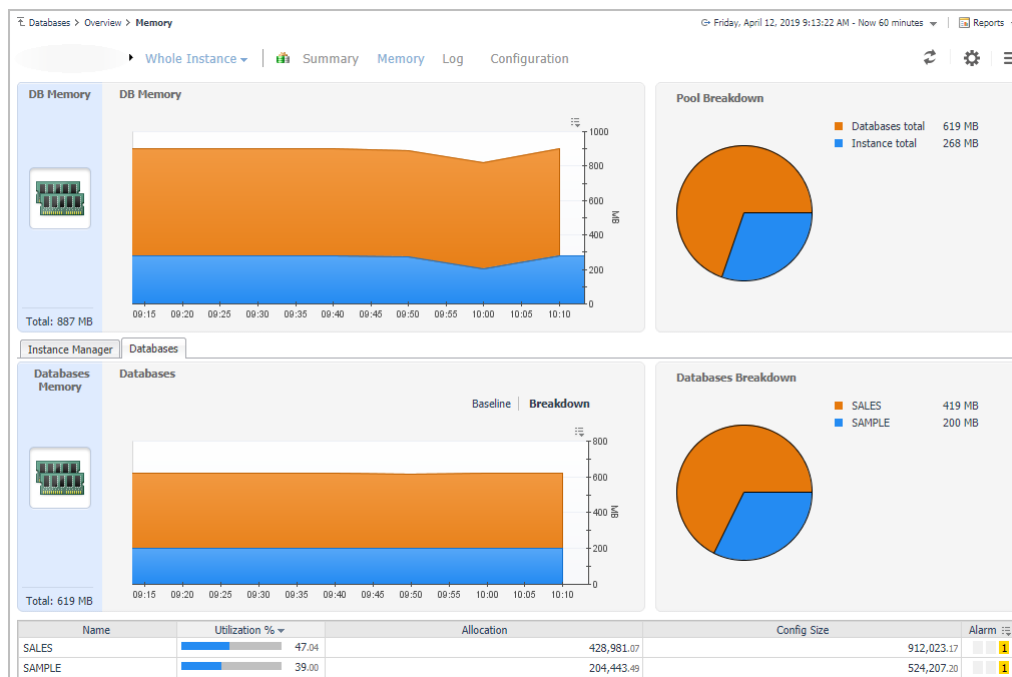 Databases > Overview > Memory
Friday, April 12, 2019 9:13:22 AM - Now 60 minutes
Reports
Whole Instance
Summary
Memory
Log
Configuration
DB Memory
Total: 887 MB
DB Memory
1000
800
600
400
200
0
MB
09:15 09:20 09:25 09:30 09:35 09:40 09:45 09:50 09:55 10:00 10:05 10:10
Pool Breakdown
Databases total 619 MB
Instance total 268 MB
Instance Manager
Databases
Databases
Memory
Total: 619 MB
Databases
Baseline
Breakdown
800
600
400
200
0
MB
09:15 09:20 09:25 09:30 09:35 09:40 09:45 09:50 09:55 10:00 10:05 10:10
Databases Breakdown
SALES 419 MB
SAMPLE 200 MB
Name Utilization % Allocation Config Size Alarm
SALES 47.04 428,981.07 912,023.17 1
SAMPLE 39.00 204,443.49 524,207.20 1